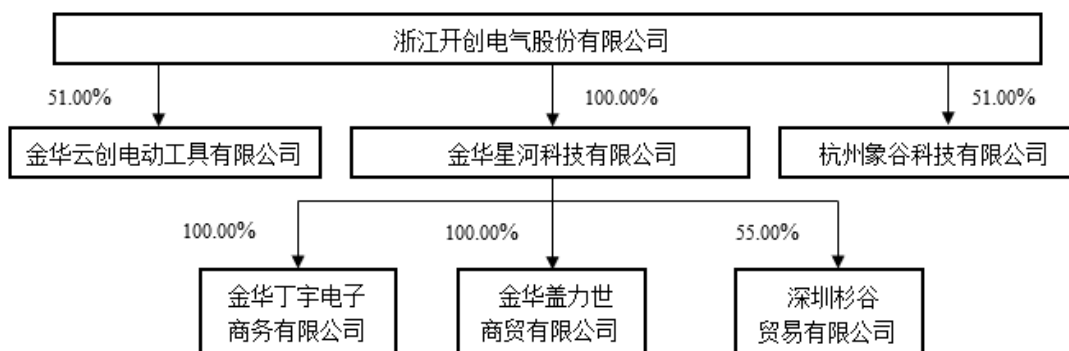 浙江开创电气股份有限公司
51.00%
100.00%
51.00%
金华云创电动工具有限公司
金华星河科技有限公司
杭州象谷科技有限公司
100.00%
100.00%
55.00%
金华丁宇电子
商务有限公司
金华盖力世
商贸有限公司
深圳杉谷
贸易有限公司